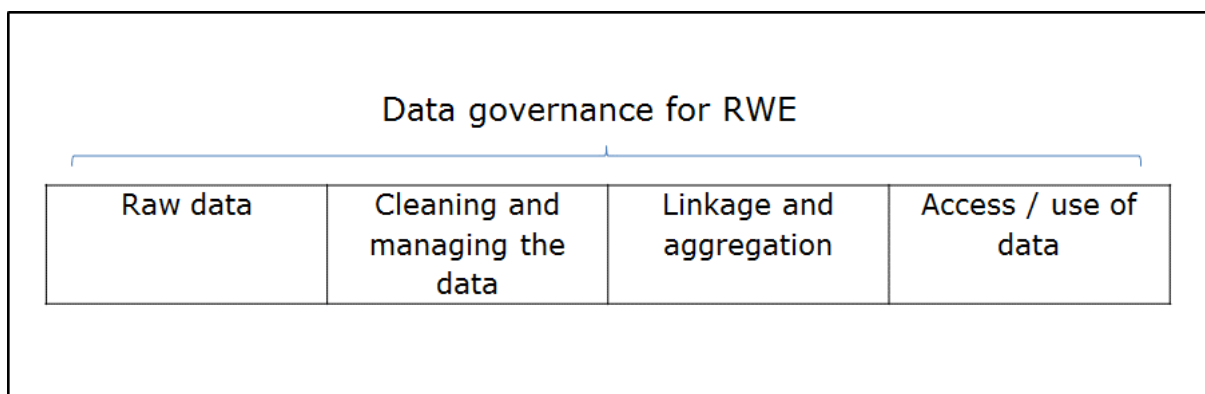 Data governance for RWE
Raw data
Cleaning and
managing the
data
Linkage and
aggregation
Access / use of
data